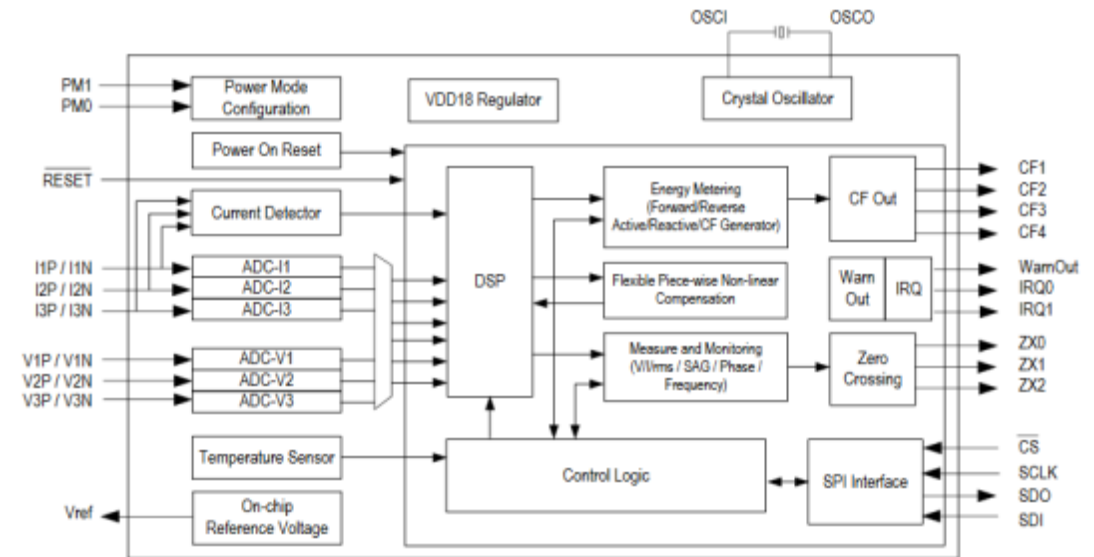 OSCI
OSCO
PM1
PM0
Power Mode
Configuration
VDD18 Regulator
Crystal Oscillator
Power On Reset
RESET
Current Detector
I1P / I1N
I2P / I2N
I3P / I3N
ADC-I1
ADC-I2
ADC-I3
V1P / V1N
V2P / V2N
V3P / V3N
ADC-V1
ADC-V2
ADC-V3
Temperature Sensor
Vref
On-chip
Reference Voltage
DSP
Energy Metering
(Forward/Reverse
Active/Reactive/CF Generator)
Flexible Piece-wise Non-linear
Compensation
Measure and Monitoring
(V/I/rms / SAG / Phase /
Frequency)
Control Logic
CF Out
CF1
CF2
CF3
CF4
Warn
Out
IRQ
WarnOut
IRQ0
IRQ1
Zero
Crossing
ZX0
ZX1
ZX2
SPI Interface
CS
SCLK
SDO
SDI